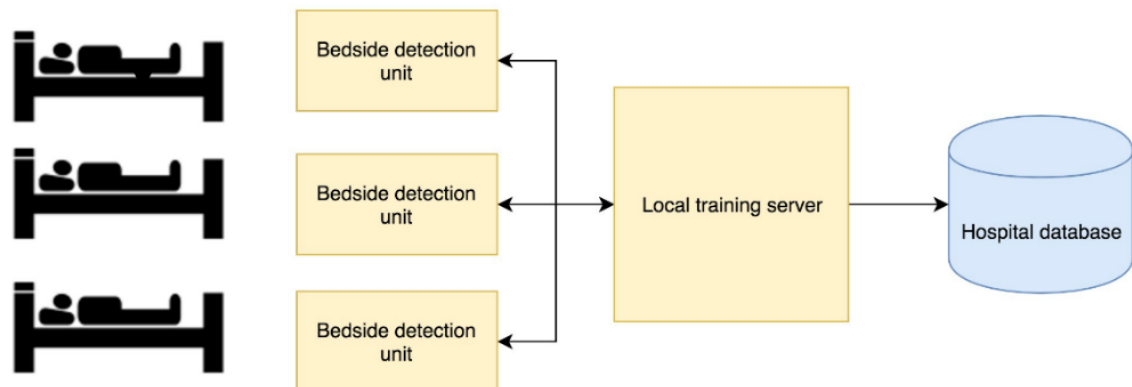 Bedside detection
unit
Bedside detection
unit
Local training server
Hospital database
Bedside detection
unit